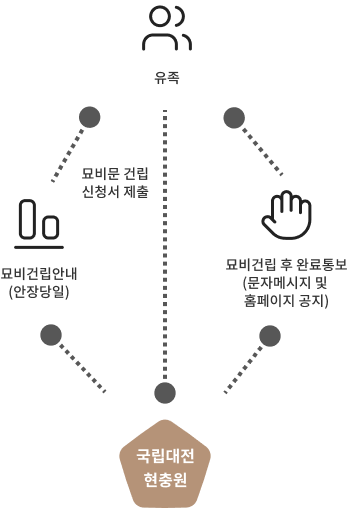 유족
묘비문 건립
신청서 제출
묘비건립안내
(안장당일)
묘비건립 후 완료통보
(문자메시지 및
홈페이지 공지)
국립대전
현충원